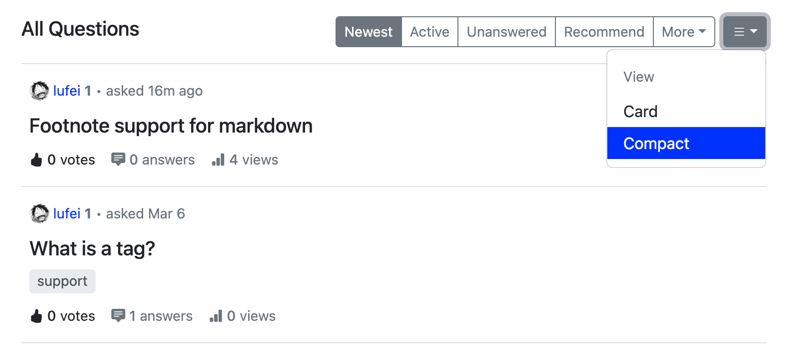 All Questions
Newest Active Unanswered Recommend More
View
Card
Compact
lufei 1 • asked 16m ago
Footnote support for markdown
0 votes 0 answers 4 views
lufei 1 • asked Mar 6
What is a tag?
support
0 votes 1 answers 0 views